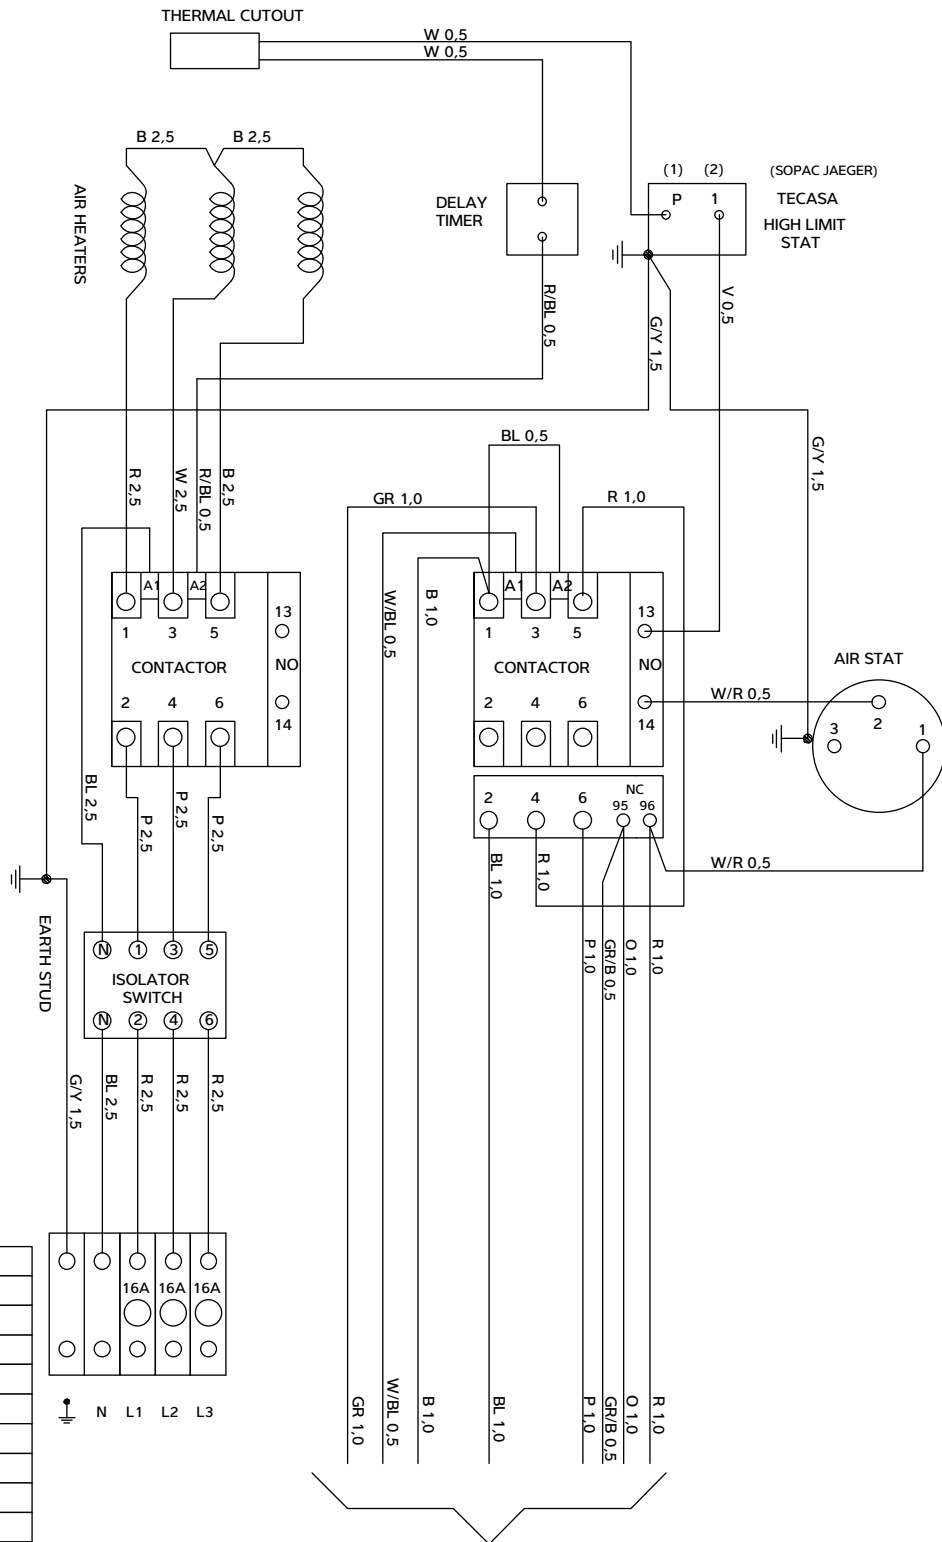 THERMAL CUTOUT
W 0,5
W 0,5
B 2,5
B 2,5
AIR HEATERS
DELAY
TIMER
(1)
(2)
(SOPAC JAEGER)
P
1
TECASA
HIGH LIMIT
STAT
R/BL 0,5
G/Y 1,5
V 0,5
G/Y 1,5
R 2,5
W 2,5
R/BL 0,5
B 2,5
BL 0,5
GR 1,0
R 1,0
W/BL 0,5
B 1,0
A1
A2
1
3
5
13
CONTACTOR
NO
2
4
6
14
A1
A2
1
3
5
13
CONTACTOR
NO
2
4
6
14
W/R 0,5
AIR STAT
3
2
1
BL 2,5
P 2,5
P 2,5
P 2,5
2
4
6
NC
95
96
W/R 0,5
BL 1,0
R 1,0
P 1,0
GR/B 0,5
O 1,0
R 1,0
EARTH STUD
N
1
3
5
ISOLATOR
SWITCH
N
2
4
6
G/Y 1,5
BL 2,5
R 2,5
R 2,5
R 2,5
16A
16A
16A
N
L1
L2
L3
GR 1,0
W/BL 0,5
B 1,0
BL 1,0
P 1,0
GR/B 0,5
O 1,0
R 1,0